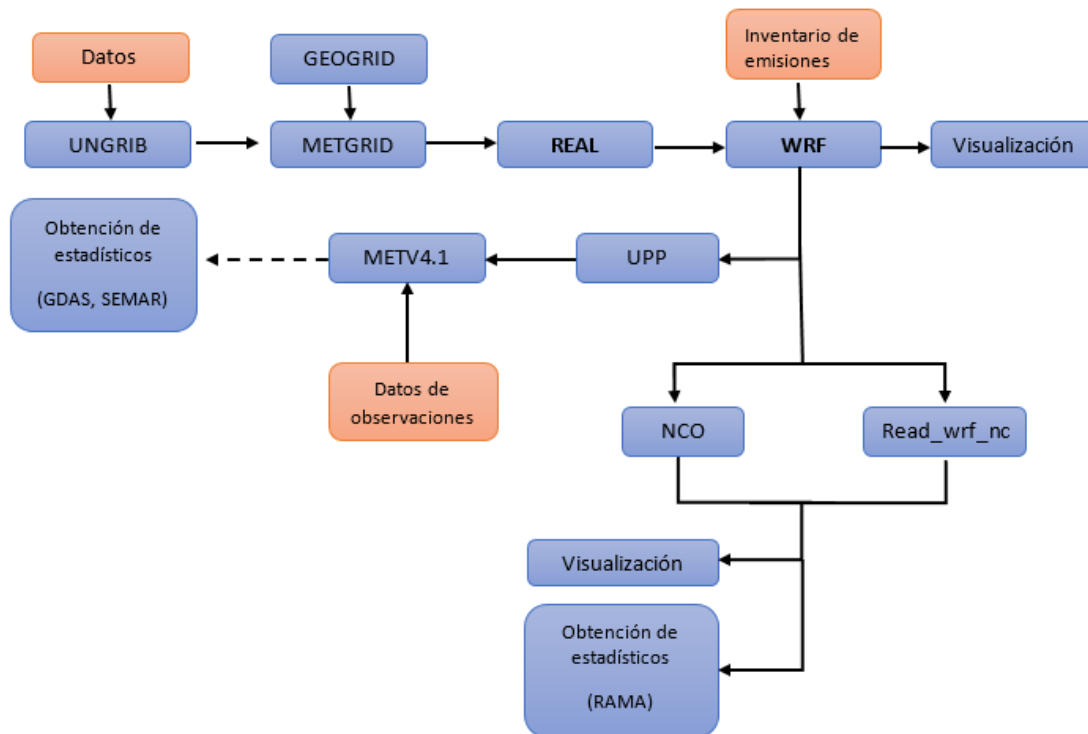 Datos
GEOGRID
Inventario de
emisiones
UNGRIB
METGRID
REAL
WRF
Visualización
Obtención de
estadísticos
(GDAS, SEMAR)
METV4.1
UPP
Datos de
observaciones
NCO
Read_wrf_nc
Visualización
Obtención de
estadísticos
(RAMA)